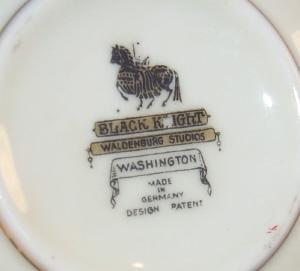 BLACK KNIGHT
WALDENBURG STUDIOS
WASHINGTON
MADE
IN
GERMANY
DESIGN PATENT